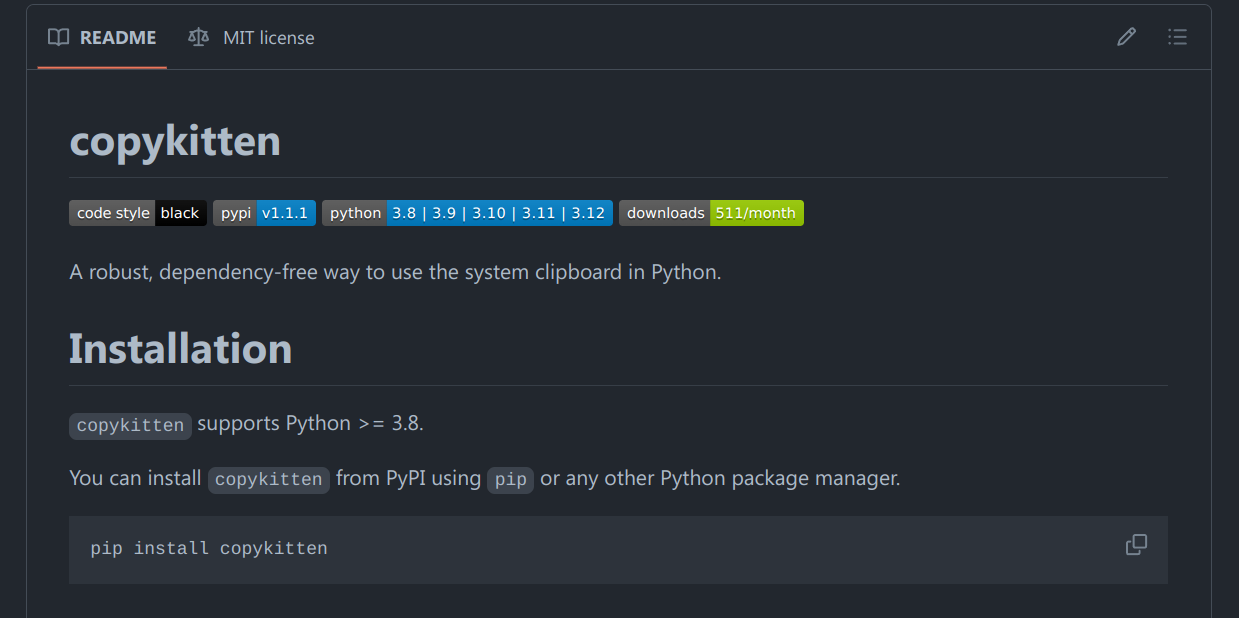 README MIT license
copykitten
code style black pypi v1.1.1 python 3.8 | 3.9 | 3.10 | 3.11 | 3.12 downloads 511/month
A robust, dependency-free way to use the system clipboard in Python.
Installation
copykitten supports Python >= 3.8.
You can install copykitten from PyPI using pip or any other Python package manager.
pip install copykitten